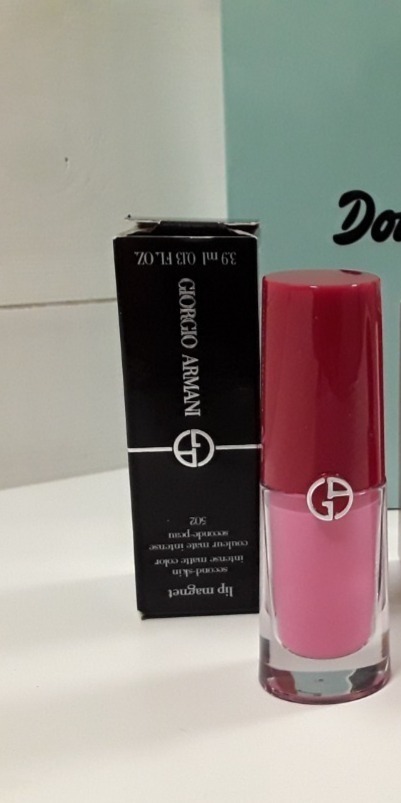 lip magnet
second-skin
intense matte color
couleur mate intense
seconde-peau
502
GIORGIO ARMANI
3.9 ml 0.13 FL.OZ.